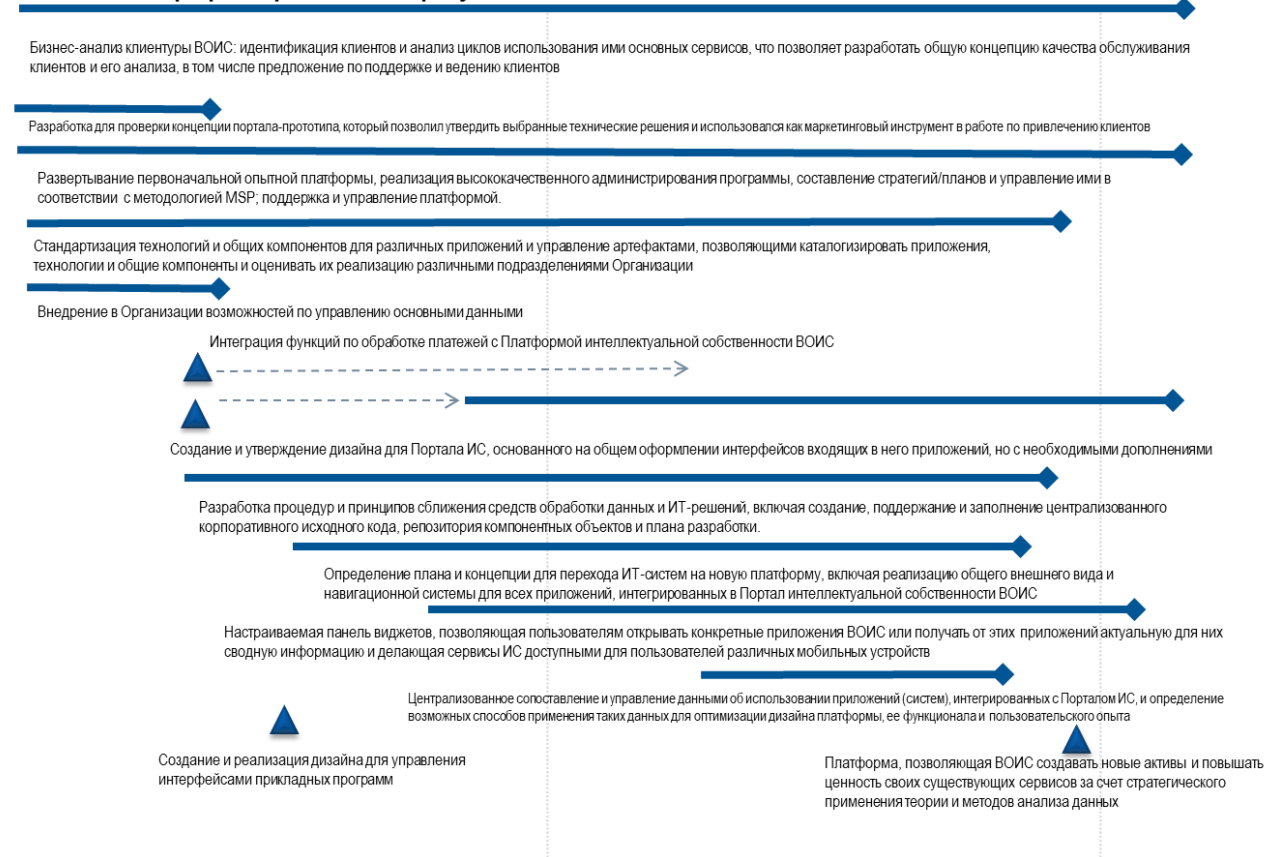 Бизнес-анализ клиентуры ВОИС: идентификация клиентов и анализ циклов использования ими основных сервисов, что позволяет разработать общую концепцию качества обслуживания
клиентов и его анализа, в том числе предложение по поддержке и ведению клиентов
Разработка для проверки концепции портала-прототипа, который позволил утвердить выбранные технические решения и использовался как маркетинговый инструмент в работе по привлечению клиентов
Развертывание первоначальной опытной платформы, реализация высококачественного администрирования программы, составление стратегий/планов и управление ими в
соответствии с методологией MSP; поддержка и управление платформой.
Стандартизация технологий и общих компонентов для различных приложений и управление артефактами, позволяющими каталогизировать приложения,
технологии и общие компоненты и оценивать их реализацию различными подразделениями Организации
Внедрение в Организации возможностей по управлению основными данными
Интеграция функций по обработке платежей с Платформой интеллектуальной собственности ВОИС
Создание и утверждение дизайна для Портала ИС, основанного на общем оформлении интерфейсов входящих в него приложений, но с необходимыми дополнениями
Разработка процедур и принципов сближения средств обработки данных и ИТ-решений, включая создание, поддержание и заполнение централизованного
корпоративного исходного кода, репозитория компонентных объектов и плана разработки.
Определение плана и концепции для перехода ИТ-систем на новую платформу, включая реализацию общего внешнего вида и
навигационной системы для всех приложений, интегрированных в Портал интеллектуальной собственности ВОИС
Настраиваемая панель виджетов, позволяющая пользователям открывать конкретные приложения ВОИС или получать от этих приложений актуальную для них
сводную информацию и делающая сервисы ИС доступными для пользователей различных мобильных устройств
Централизованное сопоставление и управление данными об использовании приложений (систем), интегрированных с Порталом ИС, и определение
возможных способов применения таких данных для оптимизации дизайна платформы, ее функционала и пользовательского опыта
Создание и реализация дизайна для управления
интерфейсами прикладных программ
Платформа, позволяющая ВОИС создавать новые активы и повышать
ценность своих существующих сервисов за счет стратегического
применения теории и методов анализа данных